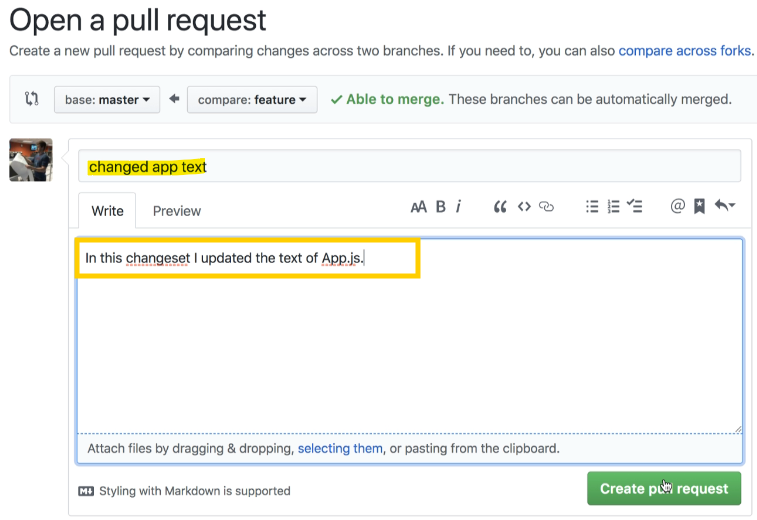 Open a pull request
Create a new pull request by comparing changes across two branches. If you need to, you can also compare across forks.
base: master compare: feature Able to merge. These branches can be automatically merged.
changed app text
Write Preview AA B i @
In this changeset I updated the text of App.js.
Attach files by dragging & dropping, selecting them, or pasting from the clipboard.
Styling with Markdown is supported
Create pull request